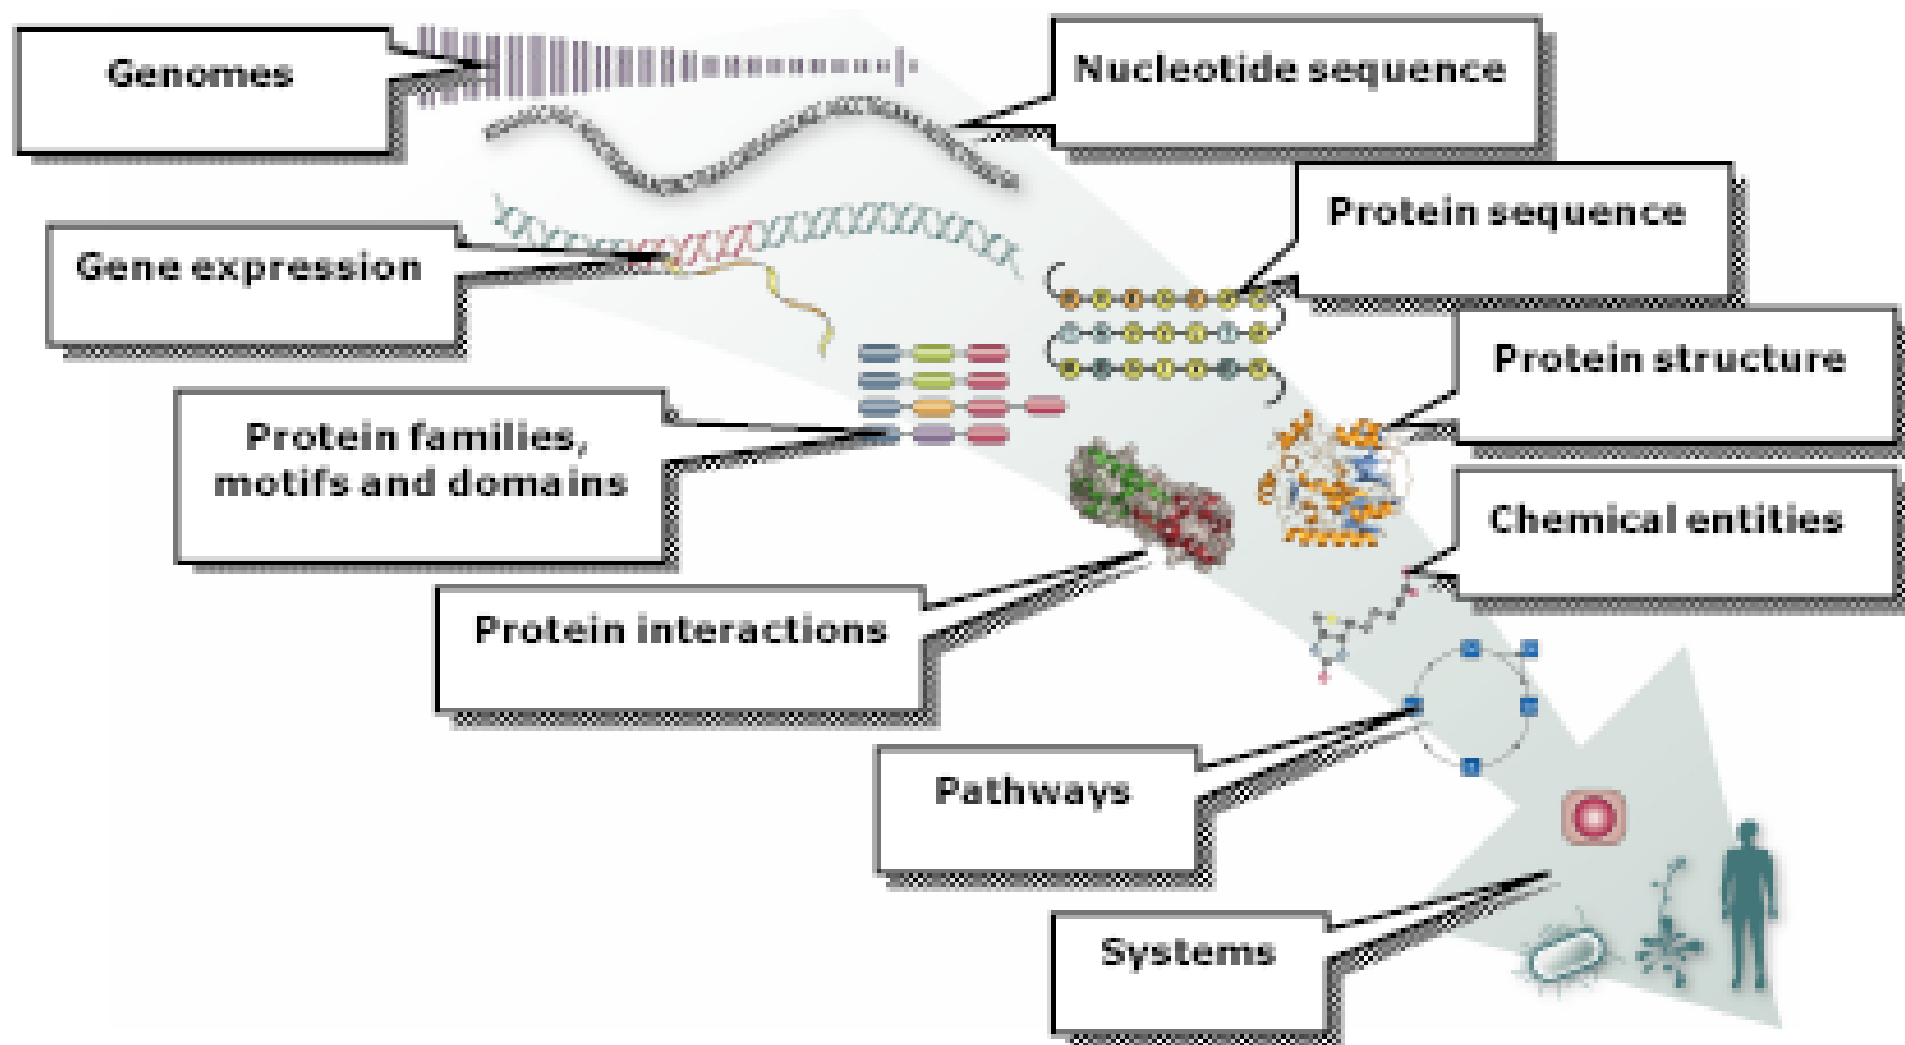 Genomes
Nucleotide sequence
Protein sequence
Gene expression
Protein structure
Protein families,
motifs and domains
Chemical entities
Protein interactions
Pathways
Systems